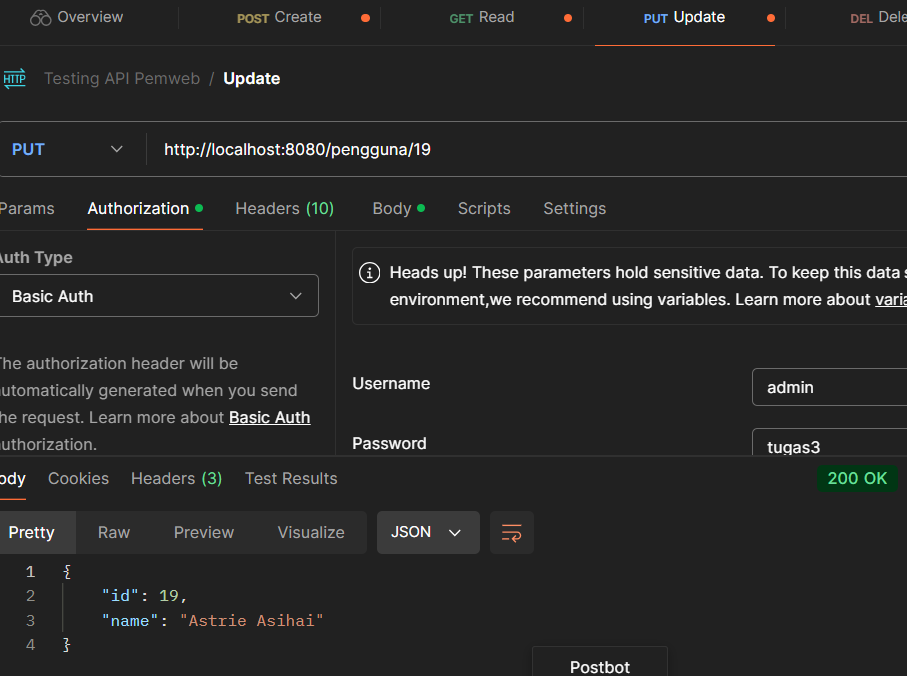 Overview POST Create GET Read PUT Update DEL Dele
HTTP Testing API Pemweb / Update
PUT http://localhost:8080/pengguna/19
Params Authorization Headers (10) Body Scripts Settings
Auth Type
Basic Auth
The authorization header will be
automatically generated when you send
the request. Learn more about Basic Auth
authorization.
Heads up! These parameters hold sensitive data. To keep this data s
environment,we recommend using variables. Learn more about varia
Username admin
Password tugas3
ody Cookies Headers (3) Test Results 200 OK
Pretty Raw Preview Visualize JSON
1 {
2 "id": 19,
3 "name": "Astrie Asihai"
4 }
Postbot